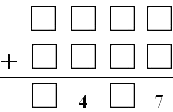 □ □ □ □
+ □ □ □ □
□ 4 □ 7